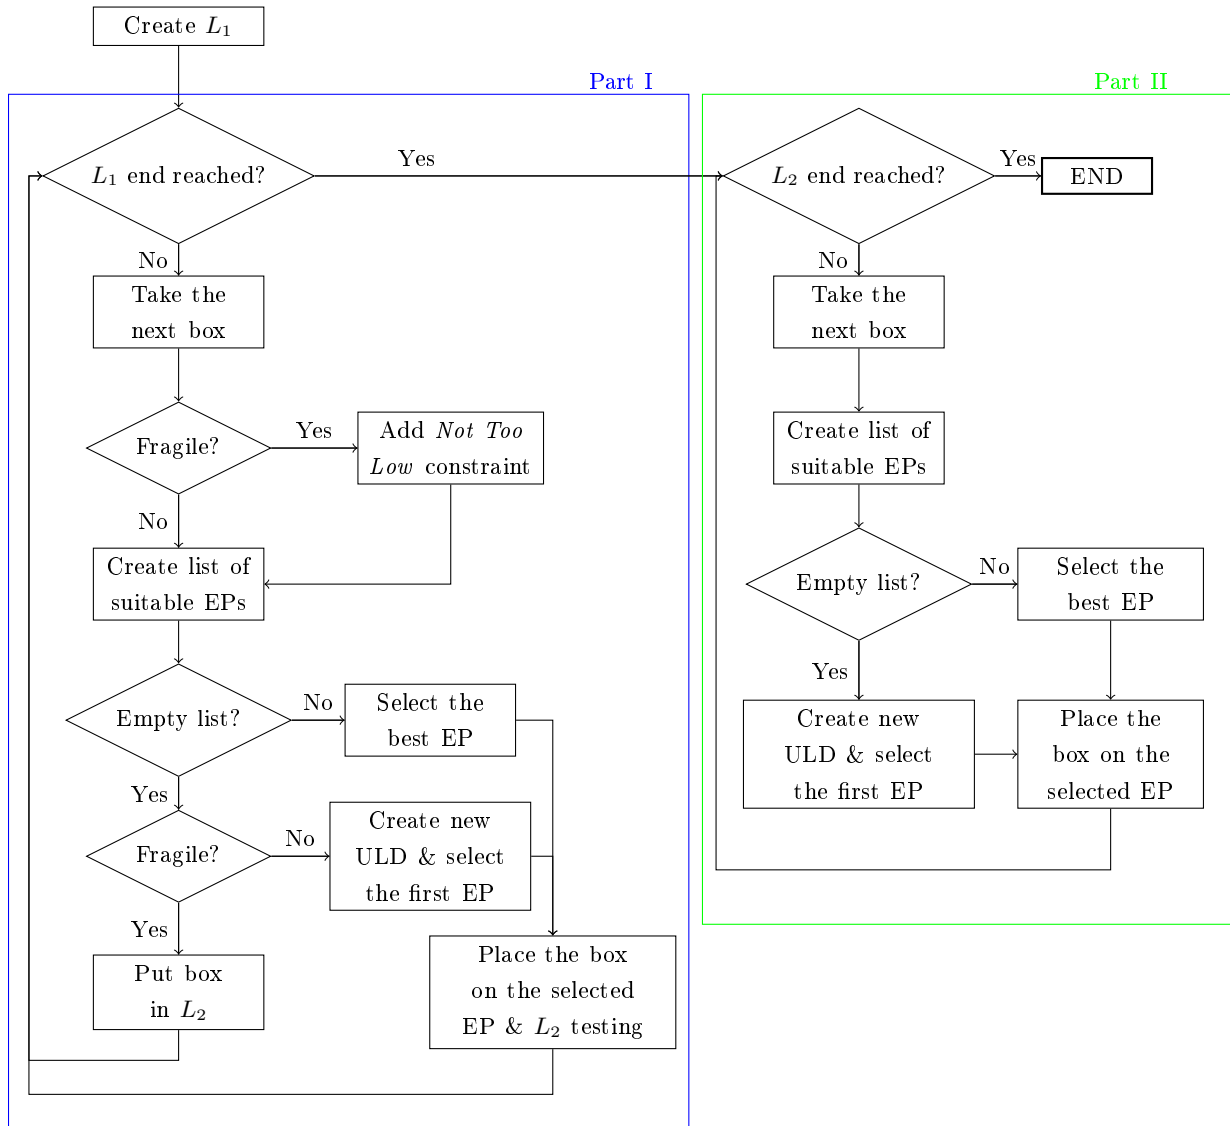 Create L₁
Part I
L₁ end reached?
Yes
No
Take the
next box
Fragile?
Yes
Add Not Too
Low constraint
No
Create list of
suitable EPs
Empty list?
No
Select the
best EP
Yes
Fragile?
No
Create new
ULD & select
the first EP
Yes
Put box
in L₂
Place the box
on the selected
EP & L₂ testing
Part II
L₂ end reached?
Yes
END
No
Take the
next box
Create list of
suitable EPs
Empty list?
No
Select the
best EP
Yes
Create new
ULD & select
the first EP
Place the
box on the
selected EP